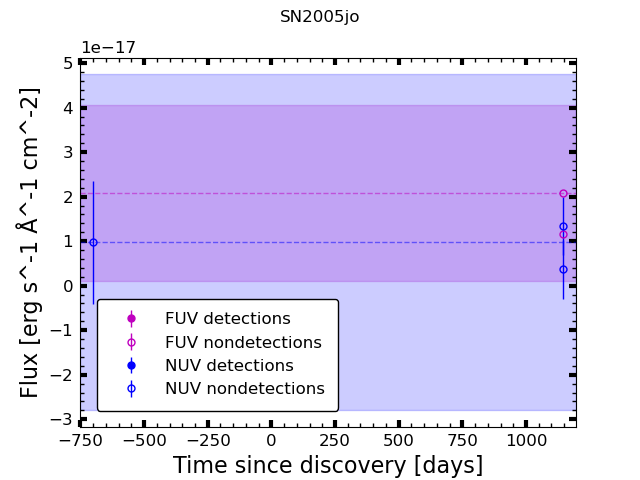 SN2005jo
1e−17
Flux [erg s^-1 Å^-1 cm^-2]
5
4
3
2
1
0
−1
−2
−3
FUV detections
FUV nondetections
NUV detections
NUV nondetections
−750 −500 −250 0 250 500 750 1000
Time since discovery [days]